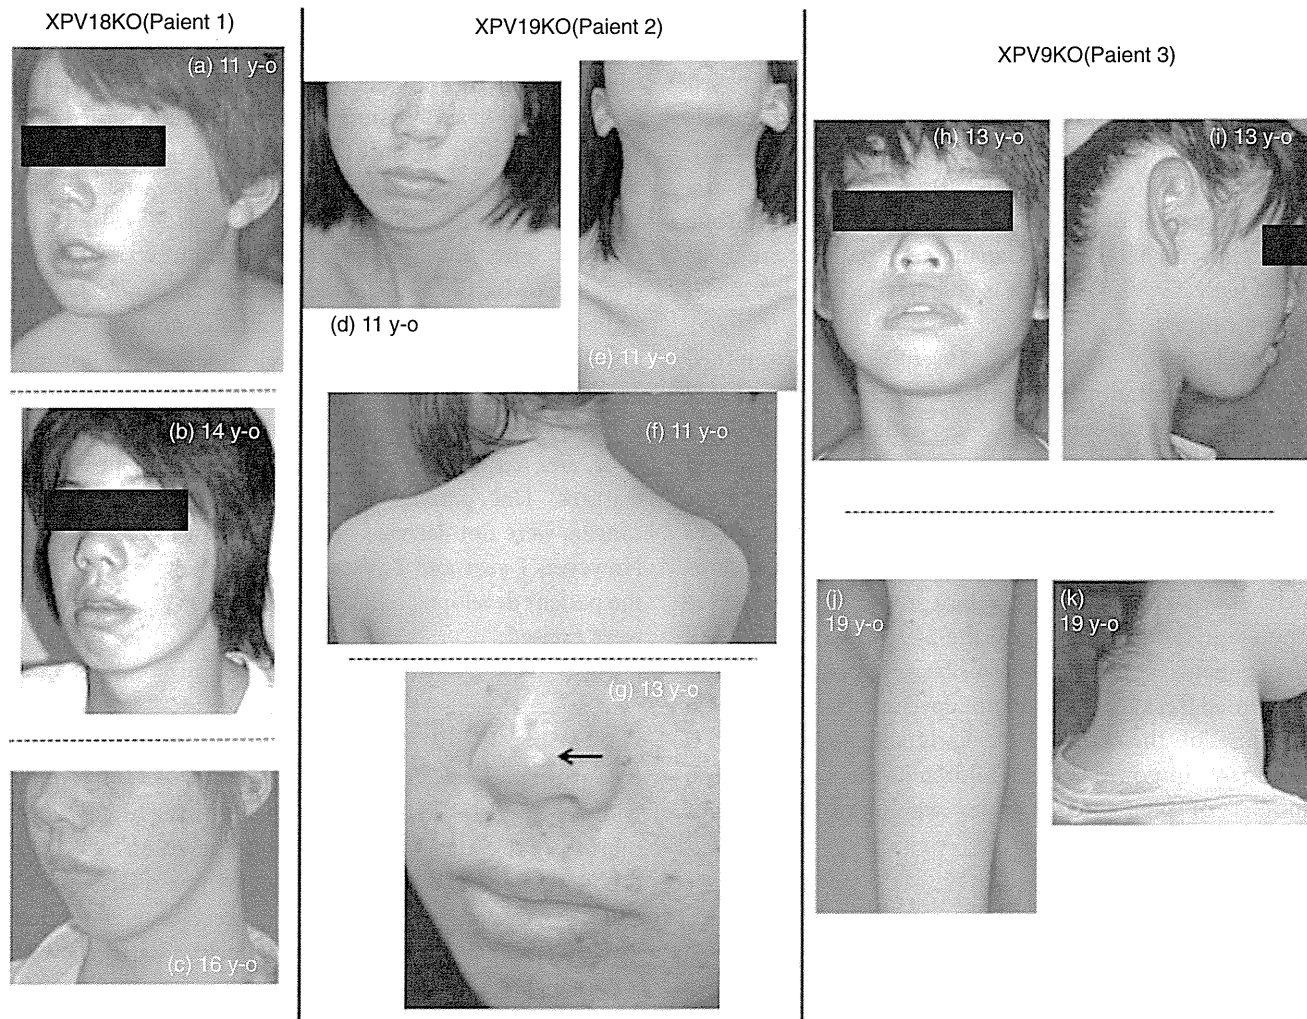 XPV18KO(Paient 1)
(a) 11 y-o
(b) 14 y-o
(c) 16 y-o
XPV19KO(Paient 2)
(d) 11 y-o
(e) 11 y-o
(f) 11 y-o
(g) 13 y-o
XPV9KO(Paient 3)
(h) 13 y-o
(i) 13 y-o
(j)
19 y-o
(k)
19 y-o